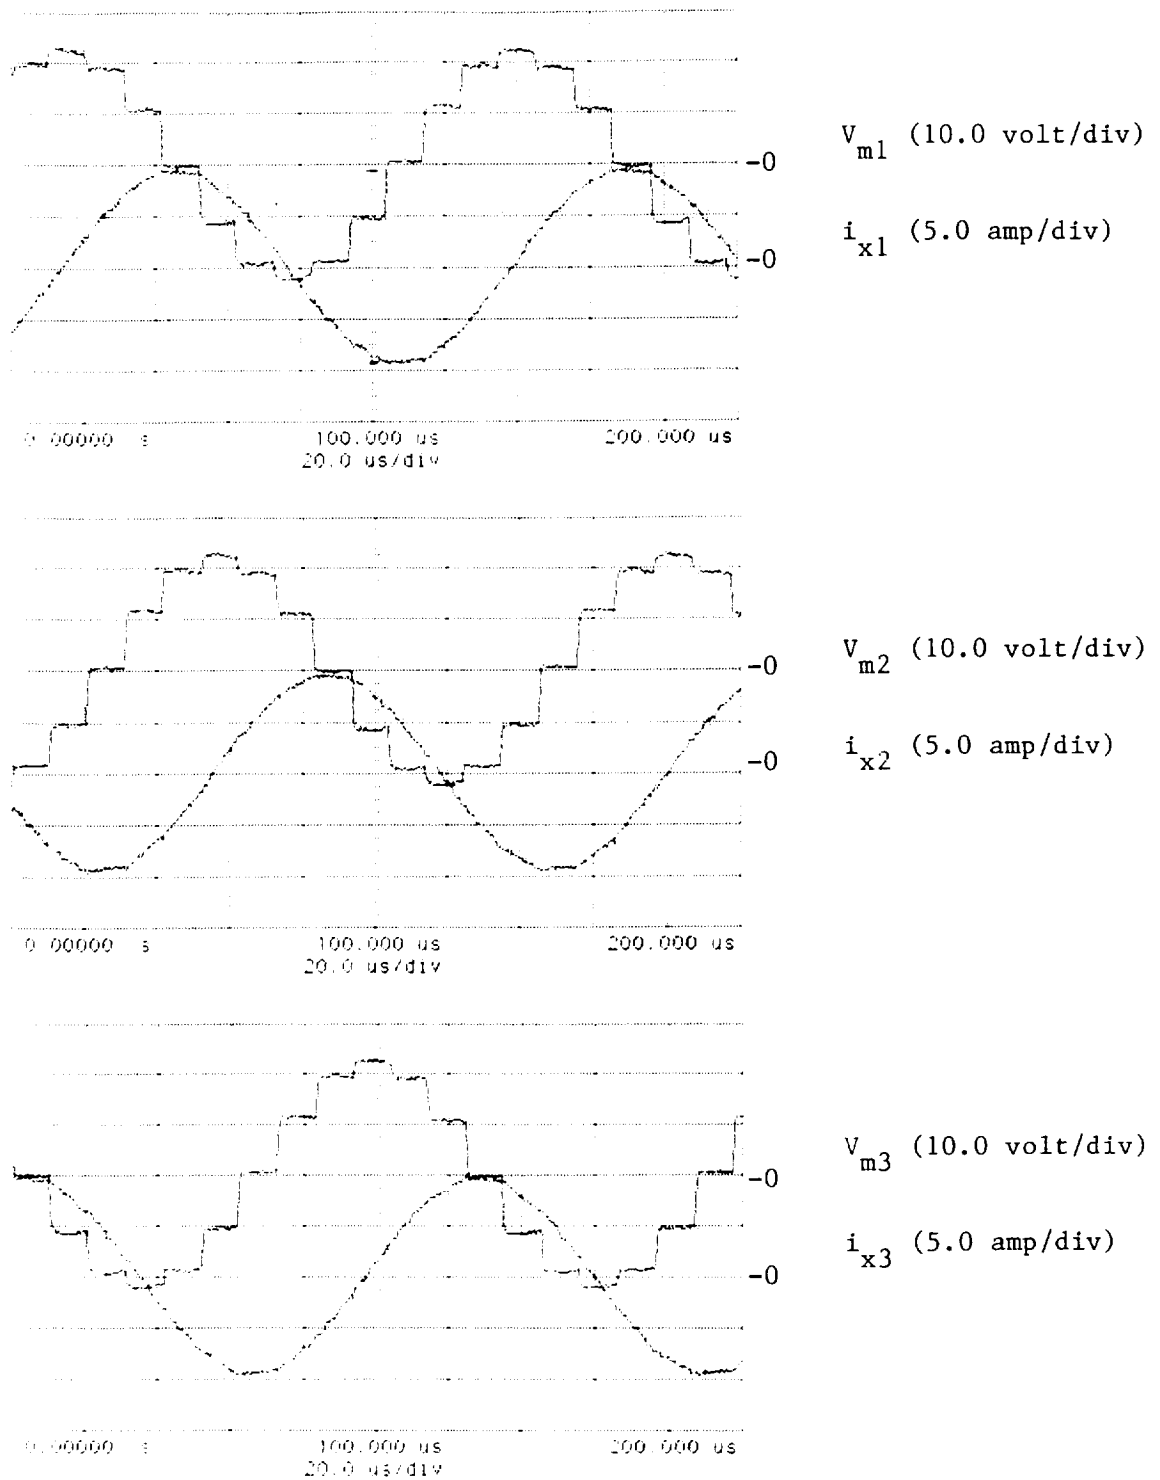 V_m1 (10.0 volt/div)
-0
i_x1 (5.0 amp/div)
-0
0.00000 s 100.000 us 200.000 us
20.0 us/div
V_m2 (10.0 volt/div)
-0
i_x2 (5.0 amp/div)
-0
0.00000 s 100.000 us 200.000 us
20.0 us/div
V_m3 (10.0 volt/div)
-0
i_x3 (5.0 amp/div)
-0
0.00000 s 100.000 us 200.000 us
20.0 us/div